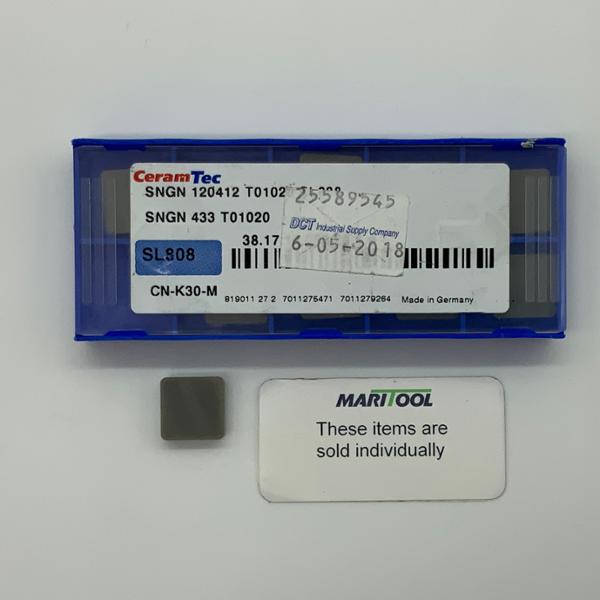 CeramTec
SNGN 120412 T0102
25589545
SNGN 433 T01020
DCT Industrial Supply Company
38.17
6-05-2018
SL808
CN-K30-M
819011 27 2 7011275471 7011279264 Made in Germany
MARITOOL
These items are
sold individually